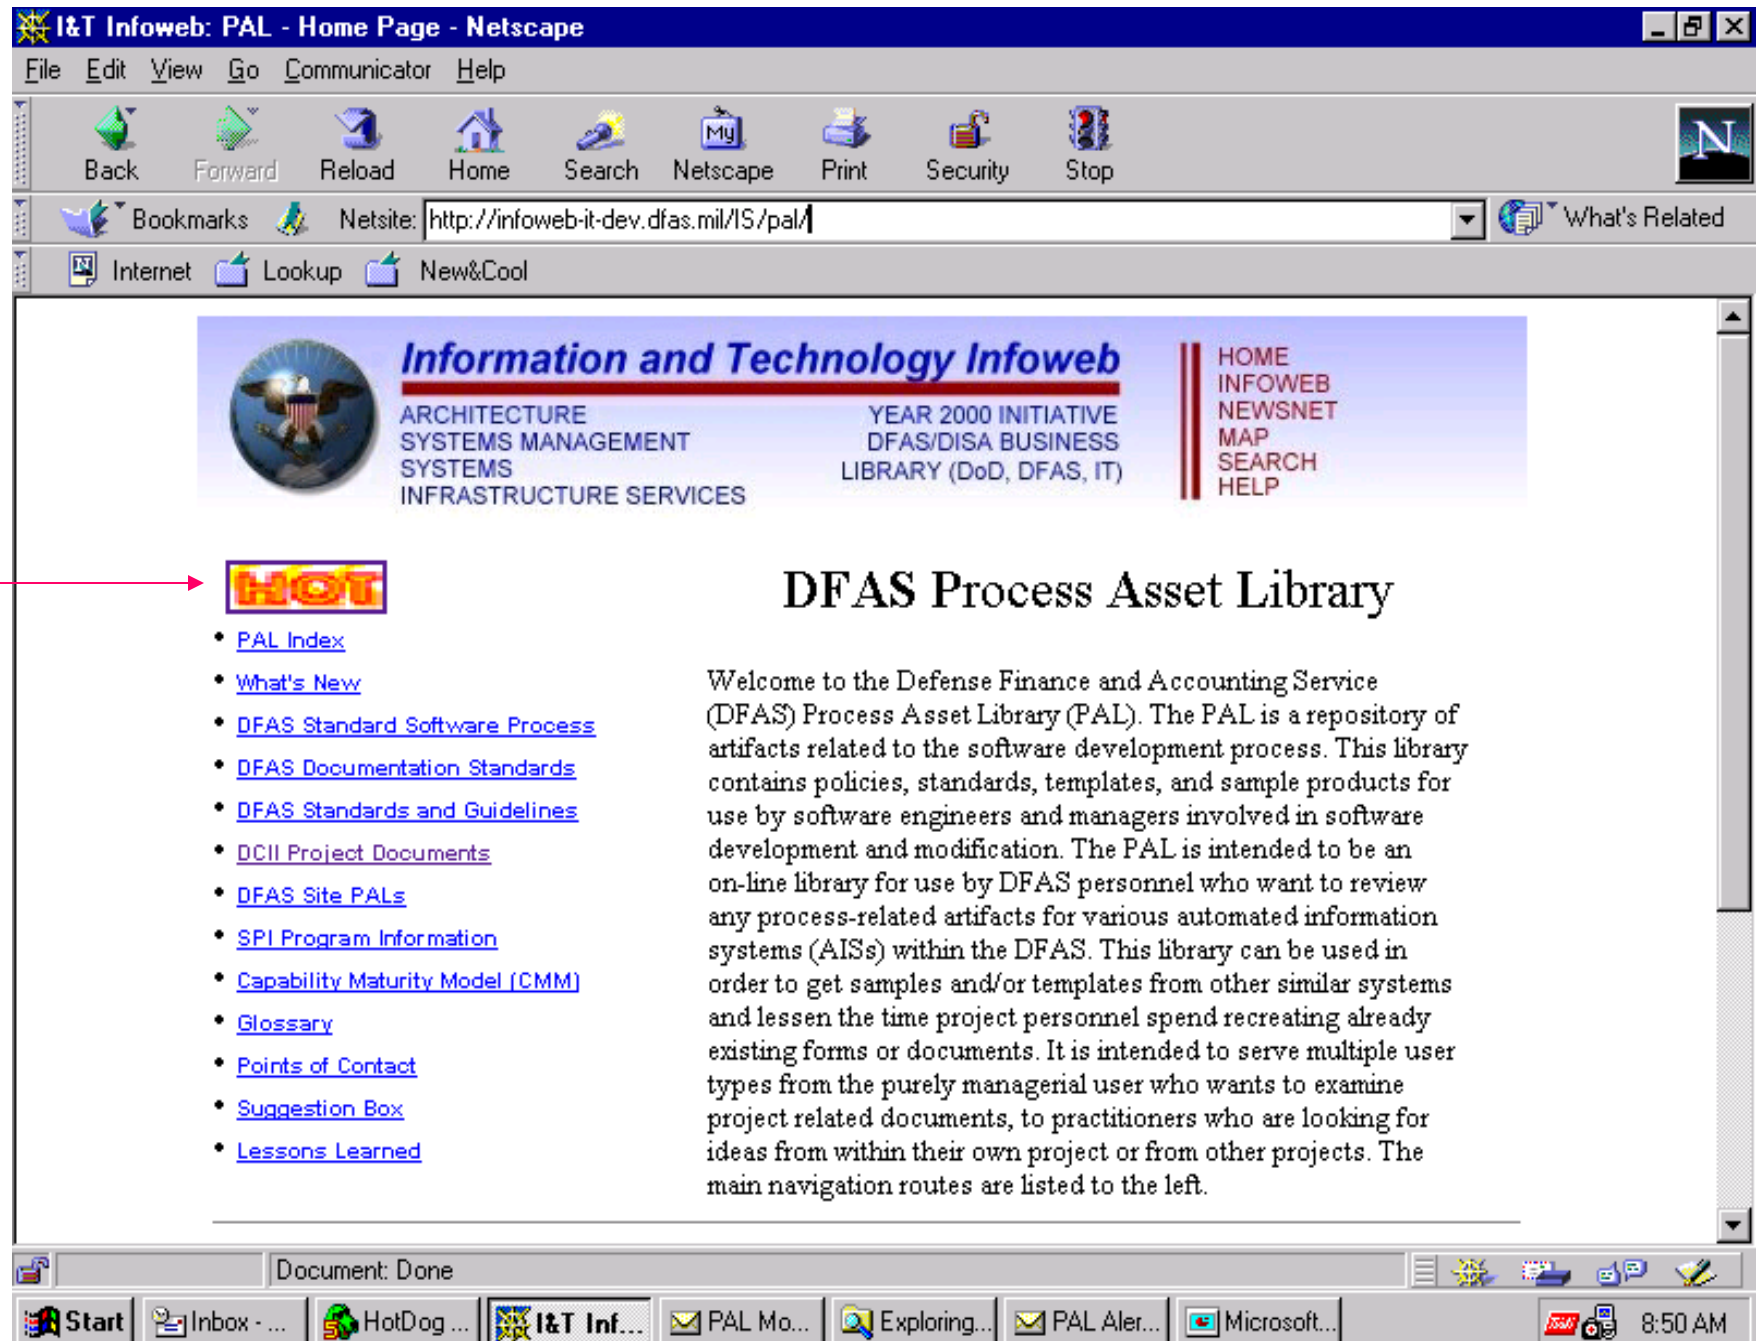 I&T Infoweb: PAL - Home Page - Netscape
File Edit View Go Communicator Help
My
N
Back Forward Reload Home Search Netscape Print Security Stop
Bookmarks Netsite: http://infoweb-it-dev.dfas.mil/IS/pal/ What's Related
Internet Lookup New&Cool
Information and Technology Infoweb
ARCHITECTURE
SYSTEMS MANAGEMENT
SYSTEMS
INFRASTRUCTURE SERVICES
YEAR 2000 INITIATIVE
DFAS/DISA BUSINESS
LIBRARY (DoD, DFAS, IT)
HOME
INFOWEB
NEWSNET
MAP
SEARCH
HELP
HOT
• PAL Index
• What's New
• DFAS Standard Software Process
• DFAS Documentation Standards
• DFAS Standards and Guidelines
• DCII Project Documents
• DFAS Site PALs
• SPI Program Information
• Capability Maturity Model (CMM)
• Glossary
• Points of Contact
• Suggestion Box
• Lessons Learned
DFAS Process Asset Library
Welcome to the Defense Finance and Accounting Service
(DFAS) Process Asset Library (PAL). The PAL is a repository of
artifacts related to the software development process. This library
contains policies, standards, templates, and sample products for
use by software engineers and managers involved in software
development and modification. The PAL is intended to be an
on-line library for use by DFAS personnel who want to review
any process-related artifacts for various automated information
systems (AISs) within the DFAS. This library can be used in
order to get samples and/or templates from other similar systems
and lessen the time project personnel spend recreating already
existing forms or documents. It is intended to serve multiple user
types from the purely managerial user who wants to examine
project related documents, to practitioners who are looking for
ideas from within their own project or from other projects. The
main navigation routes are listed to the left.
Document: Done
Start Inbox - ... HotDog ... I&T Inf... PAL Mo... Exploring... PAL Aler... Microsoft... 8:50 AM